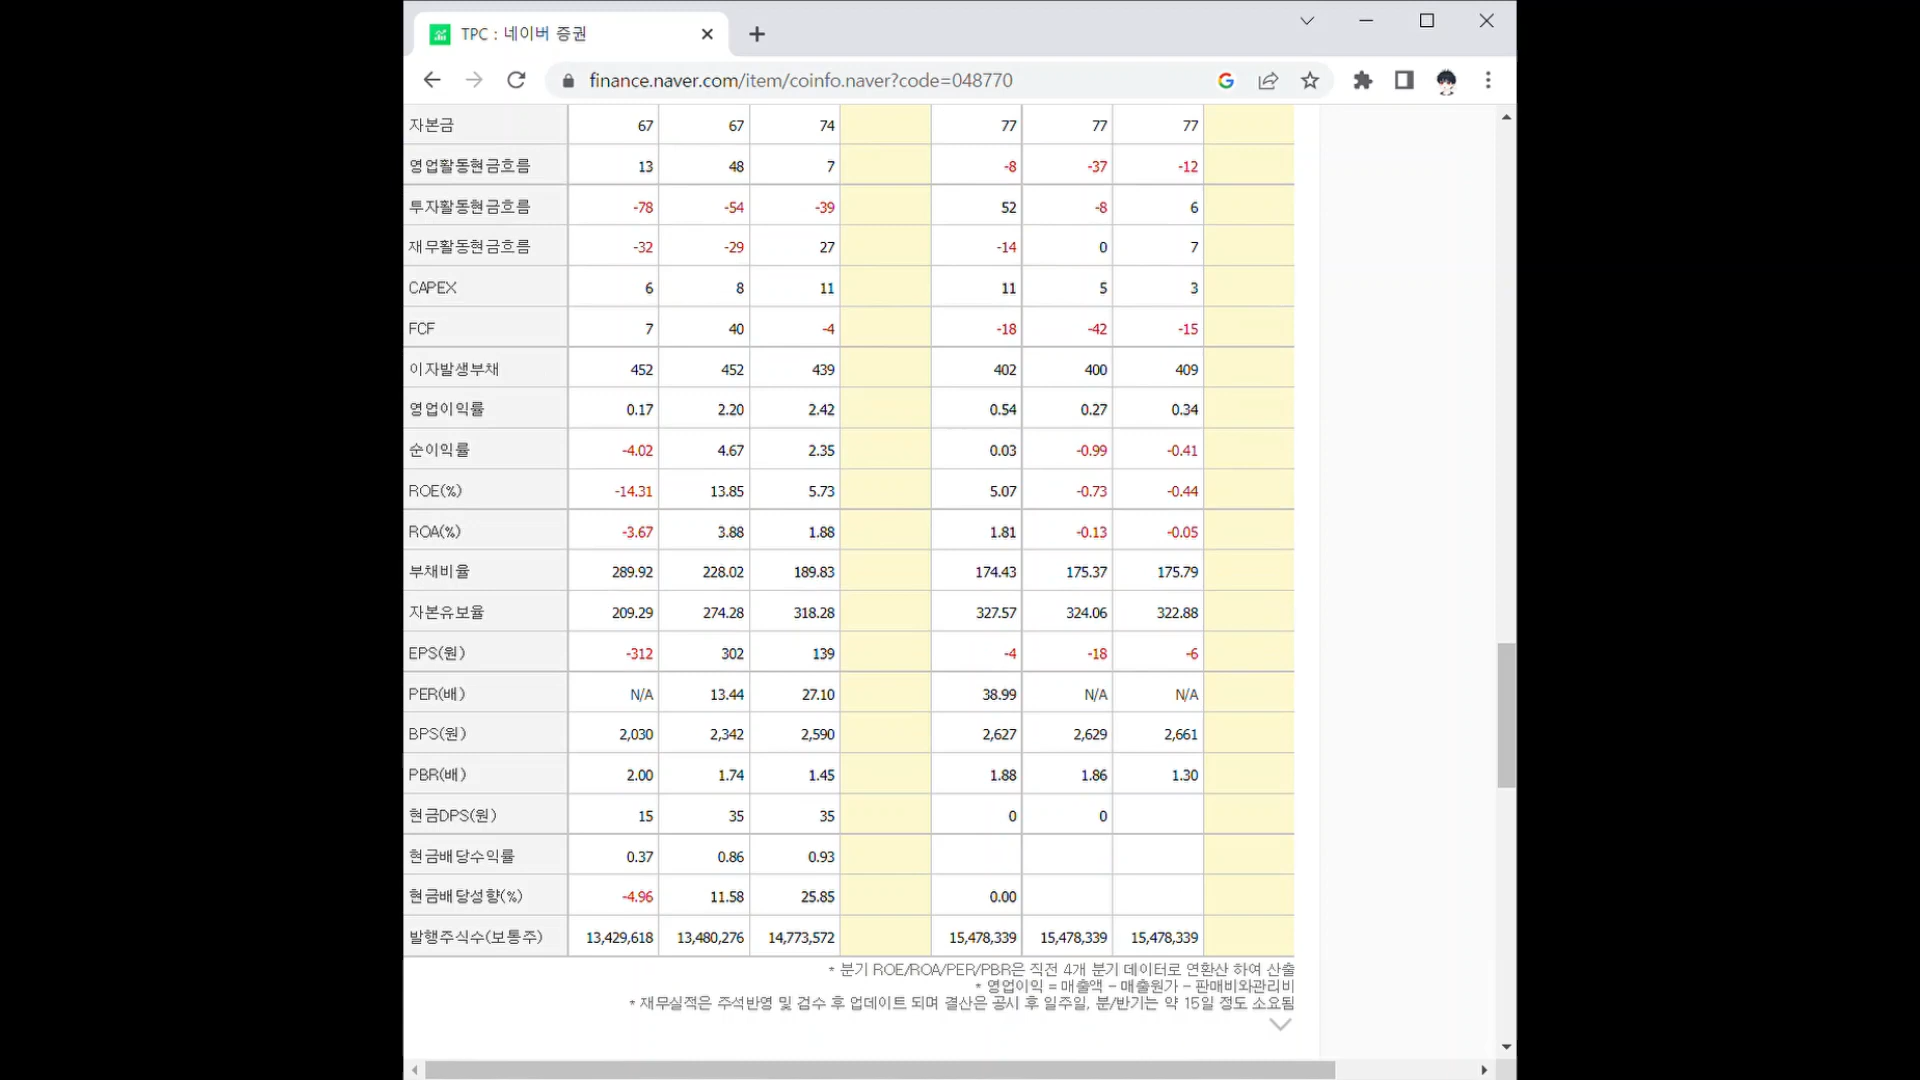 TPC : 네이버 증권
finance.naver.com/item/coinfo.naver?code=048770
자본금 67 67 74 77 77 77
영업활동현금흐름 13 48 7 -8 -37 -12
투자활동현금흐름 -78 -54 -39 52 -8 6
재무활동현금흐름 -32 -29 27 -14 0 7
CAPEX 6 8 11 11 5 3
FCF 7 40 -4 -18 -42 -15
이자발생부채 452 452 439 402 400 409
영업이익률 0.17 2.20 2.42 0.54 0.27 0.34
순이익률 -4.02 4.67 2.35 0.03 -0.99 -0.41
ROE(%) -14.31 13.85 5.73 5.07 -0.73 -0.44
ROA(%) -3.67 3.88 1.88 1.81 -0.13 -0.05
부채비율 289.92 228.02 189.83 174.43 175.37 175.79
자본유보율 209.29 274.28 318.28 327.57 324.06 322.88
EPS(원) -312 302 139 -4 -18 -6
PER(배) N/A 13.44 27.10 38.99 N/A N/A
BPS(원) 2,030 2,342 2,590 2,627 2,629 2,661
PBR(배) 2.00 1.74 1.45 1.88 1.86 1.30
현금DPS(원) 15 35 35 0 0
현금배당수익률 0.37 0.86 0.93
현금배당성향(%) -4.96 11.58 25.85 0.00
발행주식수(보통주) 13,429,618 13,480,276 14,773,572 15,478,339 15,478,339 15,478,339
* 분기 ROE/ROA/PER/PBR은 직전 4개 분기 데이터로 연환산 하여 산출
* 영업이익 = 매출액 - 매출원가 - 판매비와관리비
* 재무실적은 주석반영 및 검수 후 업데이트 되며 결산은 공시 후 일주일, 분/반기는 약 15일 정도 소요됨